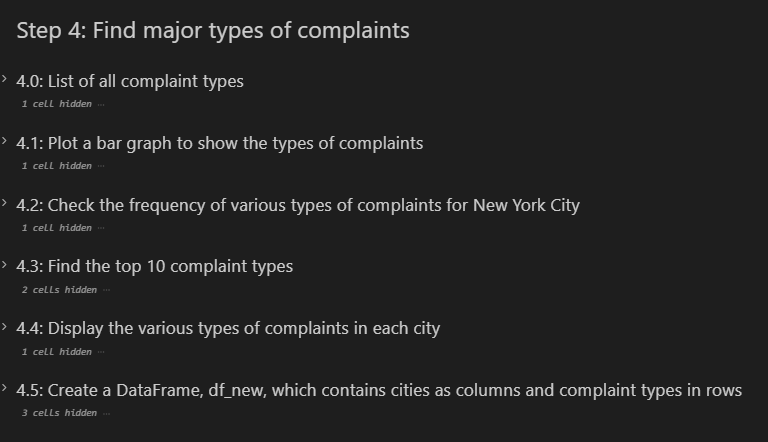 Step 4: Find major types of complaints
4.0: List of all complaint types
1 cell hidden ...
4.1: Plot a bar graph to show the types of complaints
1 cell hidden ...
4.2: Check the frequency of various types of complaints for New York City
1 cell hidden ...
4.3: Find the top 10 complaint types
2 cells hidden ...
4.4: Display the various types of complaints in each city
1 cell hidden ...
4.5: Create a DataFrame, df_new, which contains cities as columns and complaint types in rows
3 cells hidden ...